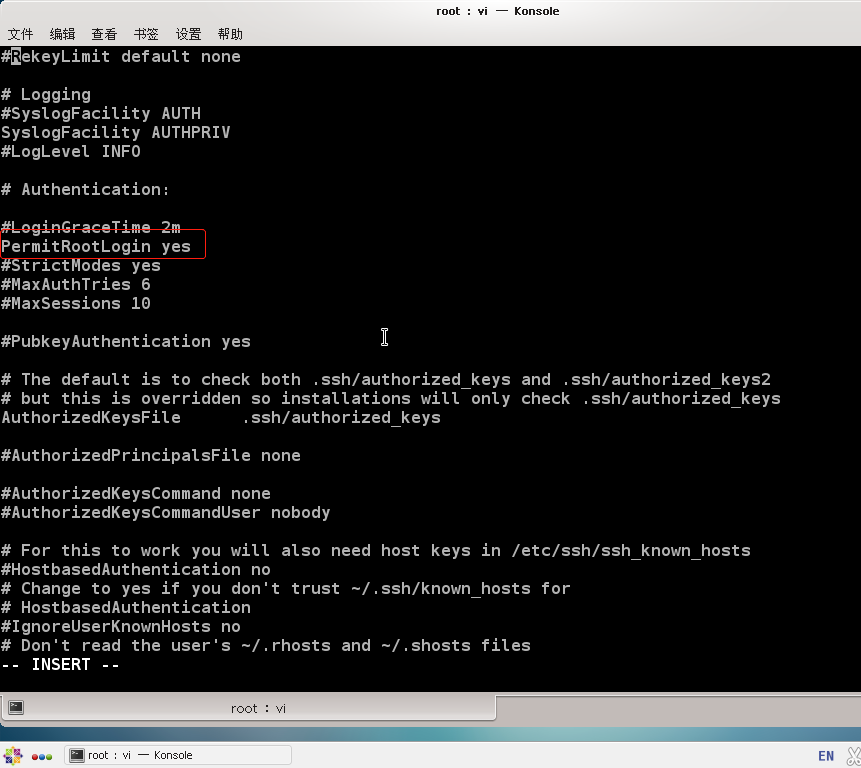 root : vi — Konsole
文件 编辑 查看 书签 设置 帮助
#RekeyLimit default none
# Logging
#SyslogFacility AUTH
SyslogFacility AUTHPRIV
#LogLevel INFO
# Authentication:
#LoginGraceTime 2m
PermitRootLogin yes
#StrictModes yes
#MaxAuthTries 6
#MaxSessions 10
#PubkeyAuthentication yes
# The default is to check both .ssh/authorized_keys and .ssh/authorized_keys2
# but this is overridden so installations will only check .ssh/authorized_keys
AuthorizedKeysFile      .ssh/authorized_keys
#AuthorizedPrincipalsFile none
#AuthorizedKeysCommand none
#AuthorizedKeysCommandUser nobody
# For this to work you will also need host keys in /etc/ssh/ssh_known_hosts
#HostbasedAuthentication no
# Change to yes if you don't trust ~/.ssh/known_hosts for
# HostbasedAuthentication
#IgnoreUserKnownHosts no
# Don't read the user's ~/.rhosts and ~/.shosts files
-- INSERT --
root : vi
root : vi — Konsole
EN